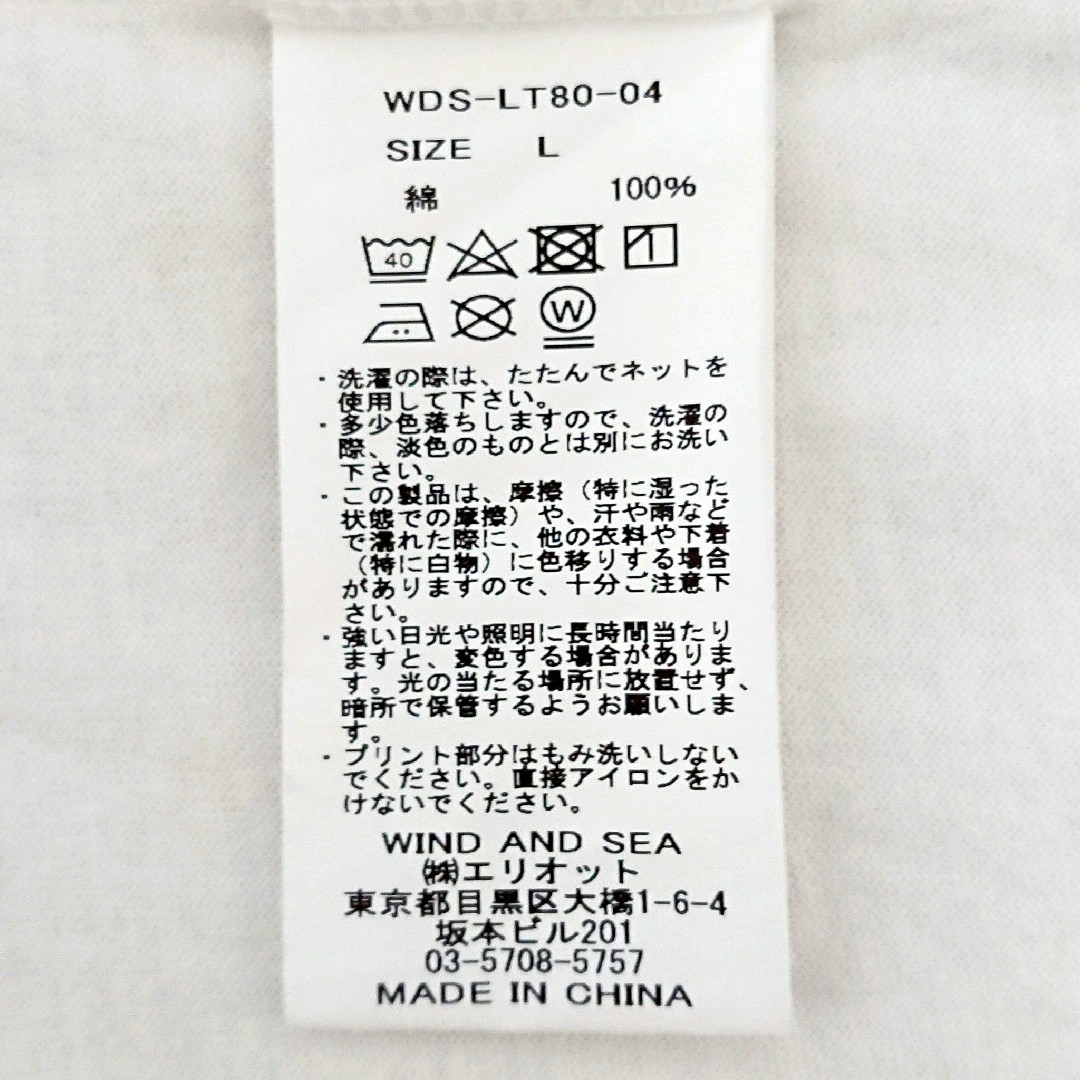 WDS-LT80-04
SIZE L
綿 100%
40
W
・洗濯の際は、たたんでネットを
使用して下さい。
・多少色落ちしますので、洗濯の
際、淡色のものとは別にお洗い
下さい。
・この製品は、摩擦（特に湿った
状態での摩擦）や、汗や雨など
で濡れた際に、他の衣料や下着
（特に白物）に色移りする場合
がありますので、十分ご注意下
さい。
・強い日光や照明に長時間当たり
ますと、変色する場合がありま
す。光の当たる場所に放置せず、
暗所で保管するようお願いしま
す。
・プリント部分はもみ洗いしない
でください。直接アイロンをか
けないでください。
WIND AND SEA
㈱エリオット
東京都目黒区大橋1-6-4
坂本ビル201
03-5708-5757
MADE IN CHINA